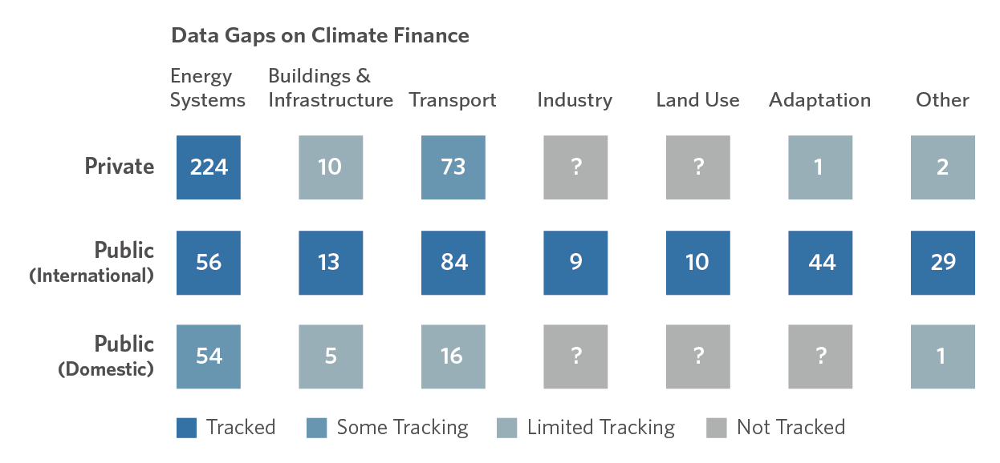 Data Gaps on Climate Finance
Energy Systems
Buildings & Infrastructure
Transport
Industry
Land Use
Adaptation
Other
Private 224 10 73 ? ? 1 2
Public (International) 56 13 84 9 10 44 29
Public (Domestic) 54 5 16 ? ? ? 1
Tracked Some Tracking Limited Tracking Not Tracked